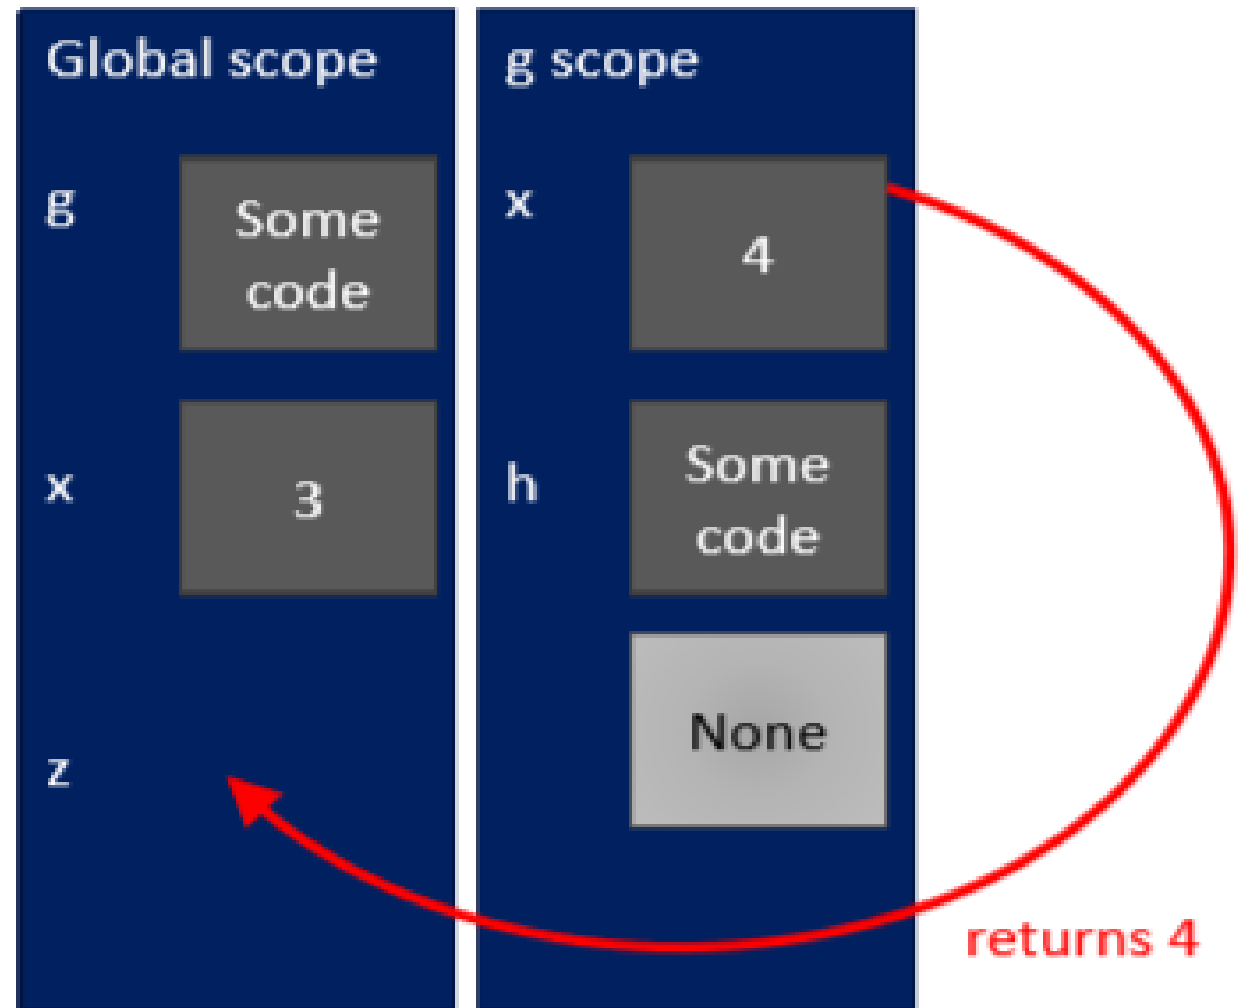 Global scope
g
Some
code
x
3
z
g scope
x
4
h
Some
code
None
returns 4